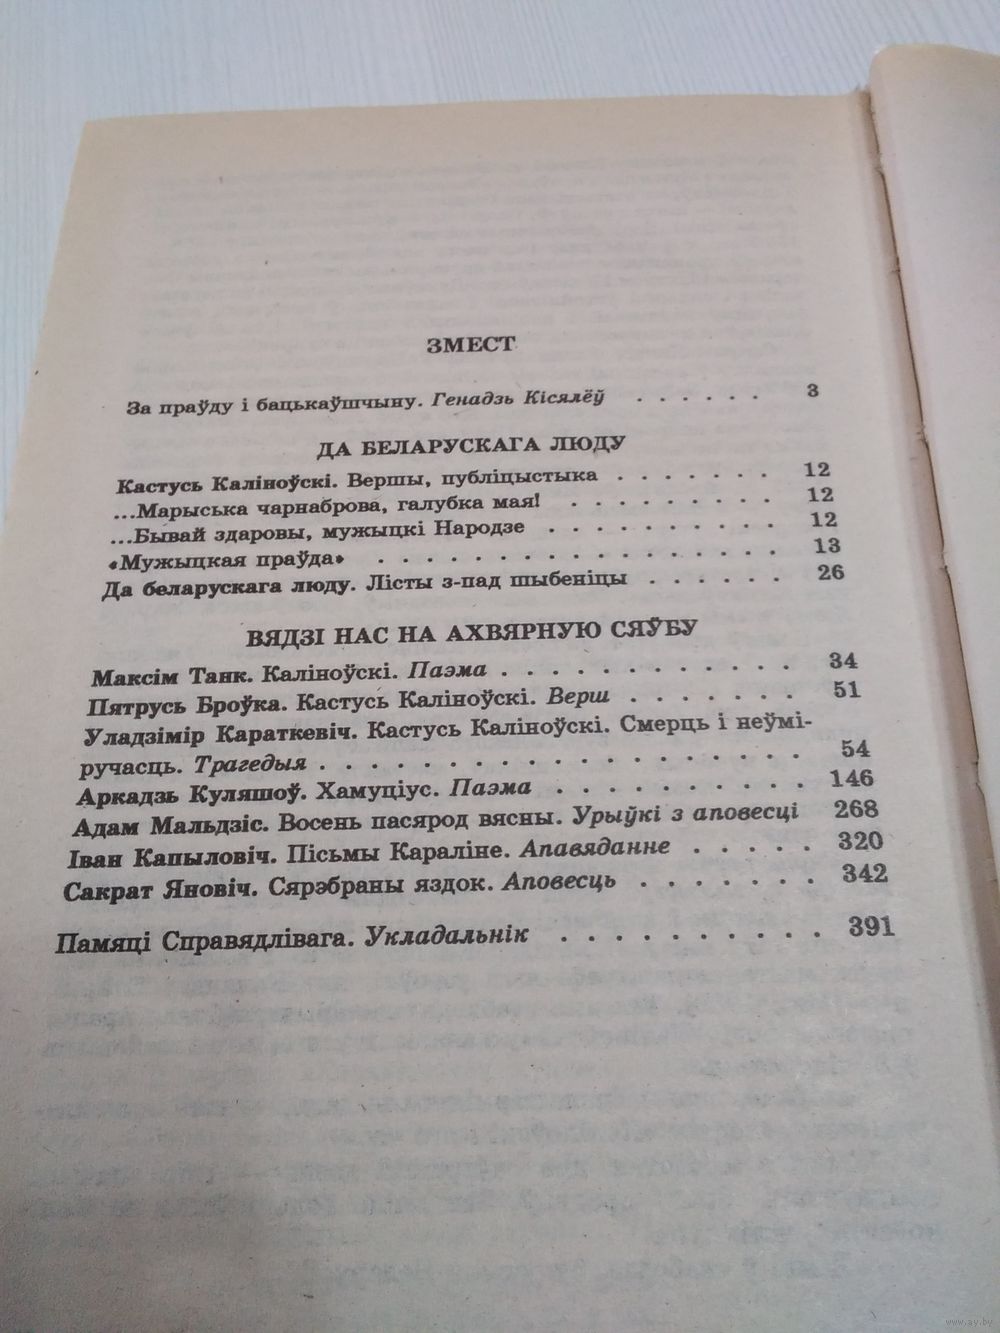 ЗМЕСТ
За праўду і бацькаўшчыну. Генадзь Кісялёў . . . . . . 3
ДА БЕЛАРУСКАГА ЛЮДУ
Кастусь Каліноўскі. Вершы, публіцыстыка . . . . . . . 12
...Марыська чарнаброва, галубка мая! . . . . . . . . 12
...Бывай здаровы, мужыцкі Народзе . . . . . . . . . 12
«Мужыцкая праўда» . . . . . . . . . . . . . . . 13
Да беларускага люду. Лісты з-пад шыбеніцы . . . . . . 26
ВЯДЗІ НАС НА АХВЯРНУЮ СЯЎБУ
Максім Танк. Каліноўскі. Паэма . . . . . . . . . . . 34
Пятрусь Броўка. Кастусь Каліноўскі. Верш . . . . . . . 51
Уладзімір Караткевіч. Кастусь Каліноўскі. Смерць і неўмі-
ручасць. Трагедыя . . . . . . . . . . . . . . . . . 54
Аркадзь Куляшоў. Хамуціус. Паэма . . . . . . . . . . 146
Адам Мальдзіс. Восень пасярод вясны. Урыўкі з аповесці 268
Іван Капыловіч. Пісьмы Караліне. Апавяданне . . . . . 320
Сакрат Яновіч. Сярэбраны яздок. Аповесць . . . . . . . 342
Памяці Справядлівага. Укладальнік . . . . . . . . . . 391
www.ay.by